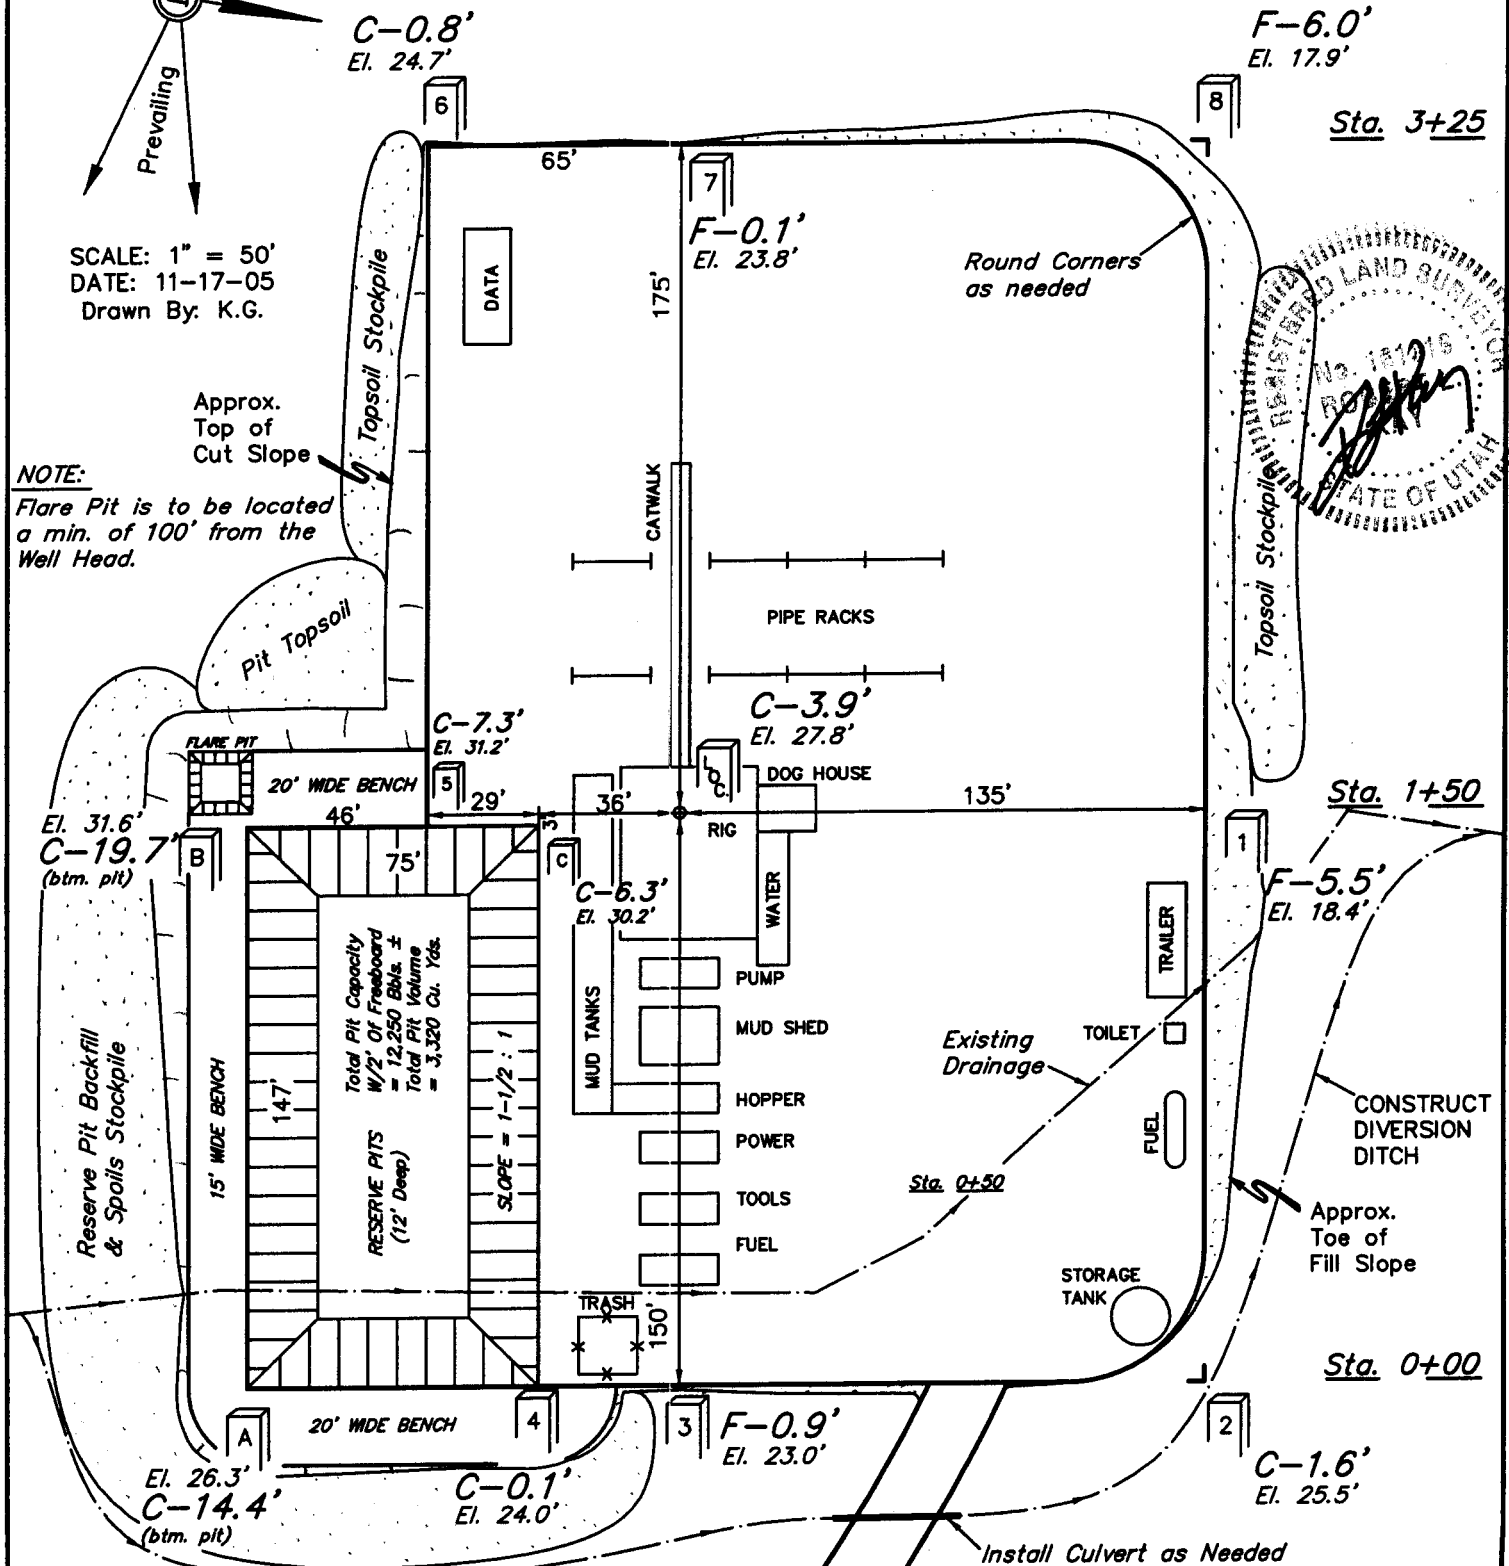 C-0.8'
El. 24.7'
F-6.0'
El. 17.9'
6
8
Sta. 3+25
Prevailing
65'
7
F-0.1'
El. 23.8'
SCALE: 1" = 50'
DATE: 11-17-05
Drawn By: K.G.
DATA
175'
Round Corners
as needed
Topsoil Stockpile
REGISTERED LAND SURVEYOR
STATE OF UTAH
Approx.
Top of
Cut Slope
NOTE:
Flare Pit is to be located
a min. of 100' from the
Well Head.
CATWALK
Topsoil Stockpile
PIPE RACKS
Pit Topsoil
C-7.3'
El. 31.2'
C-3.9'
El. 27.8'
FLARE PIT
5
LOC.
DOG HOUSE
20' WIDE BENCH
29'
36'
135'
Sta. 1+50
46'
3'
RIG
El. 31.6'
C-19.7'
(btm. pit)
B
75'
C
1
C-6.3'
El. 30.2'
F-5.5'
El. 18.4'
WATER
TRAILER
Total Pit Capacity
W/2' Of Freeboard
= 12,250 Bbls. ±
Total Pit Volume
= 3,320 Cu. Yds.
PUMP
MUD TANKS
MUD SHED
TOILET
Existing
Drainage
Reserve Pit Backfill
& Spoils Stockpile
15' WIDE BENCH
147'
RESERVE PITS
(12' Deep)
SLOPE = 1-1/2 : 1
HOPPER
POWER
FUEL
CONSTRUCT
DIVERSION
DITCH
TOOLS
Sta. 0+50
FUEL
Approx.
Toe of
Fill Slope
STORAGE
TANK
TRASH
150'
Sta. 0+00
A
20' WIDE BENCH
4
3
F-0.9'
El. 23.0'
2
El. 26.3'
C-14.4'
(btm. pit)
C-0.1'
El. 24.0'
C-1.6'
El. 25.5'
Install Culvert as Needed